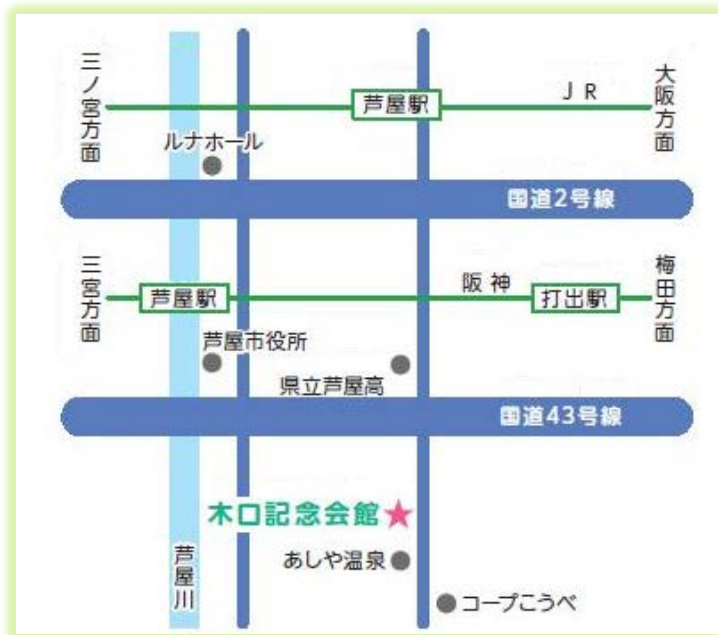 三ノ宮方面
芦屋駅
JR
大阪方面
ルナホール
国道2号線
三宮方面
芦屋駅
阪神
打出駅
梅田方面
芦屋市役所
県立芦屋高
国道43号線
木口記念会館
あしや温泉
芦屋川
コープこうべ